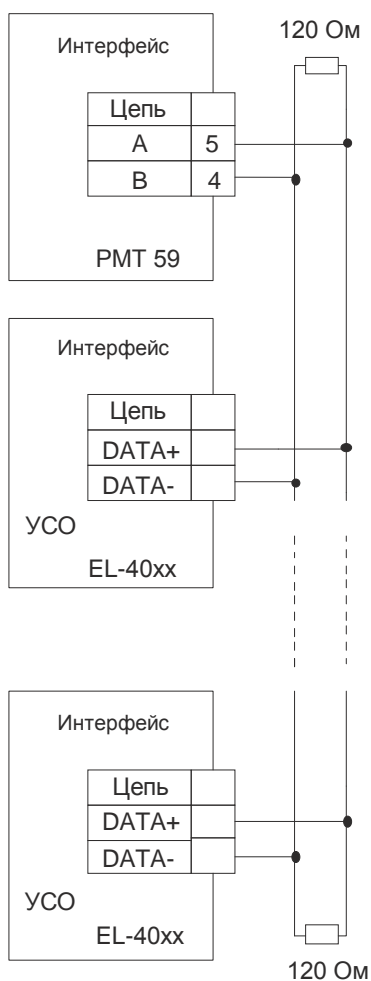 120 Ом
Интерфейс
Цепь
А 5
В 4
РМТ 59
Интерфейс
Цепь
DATA+
DATA-
УСО
EL-40xx
Интерфейс
Цепь
DATA+
DATA-
УСО
EL-40xx
120 Ом